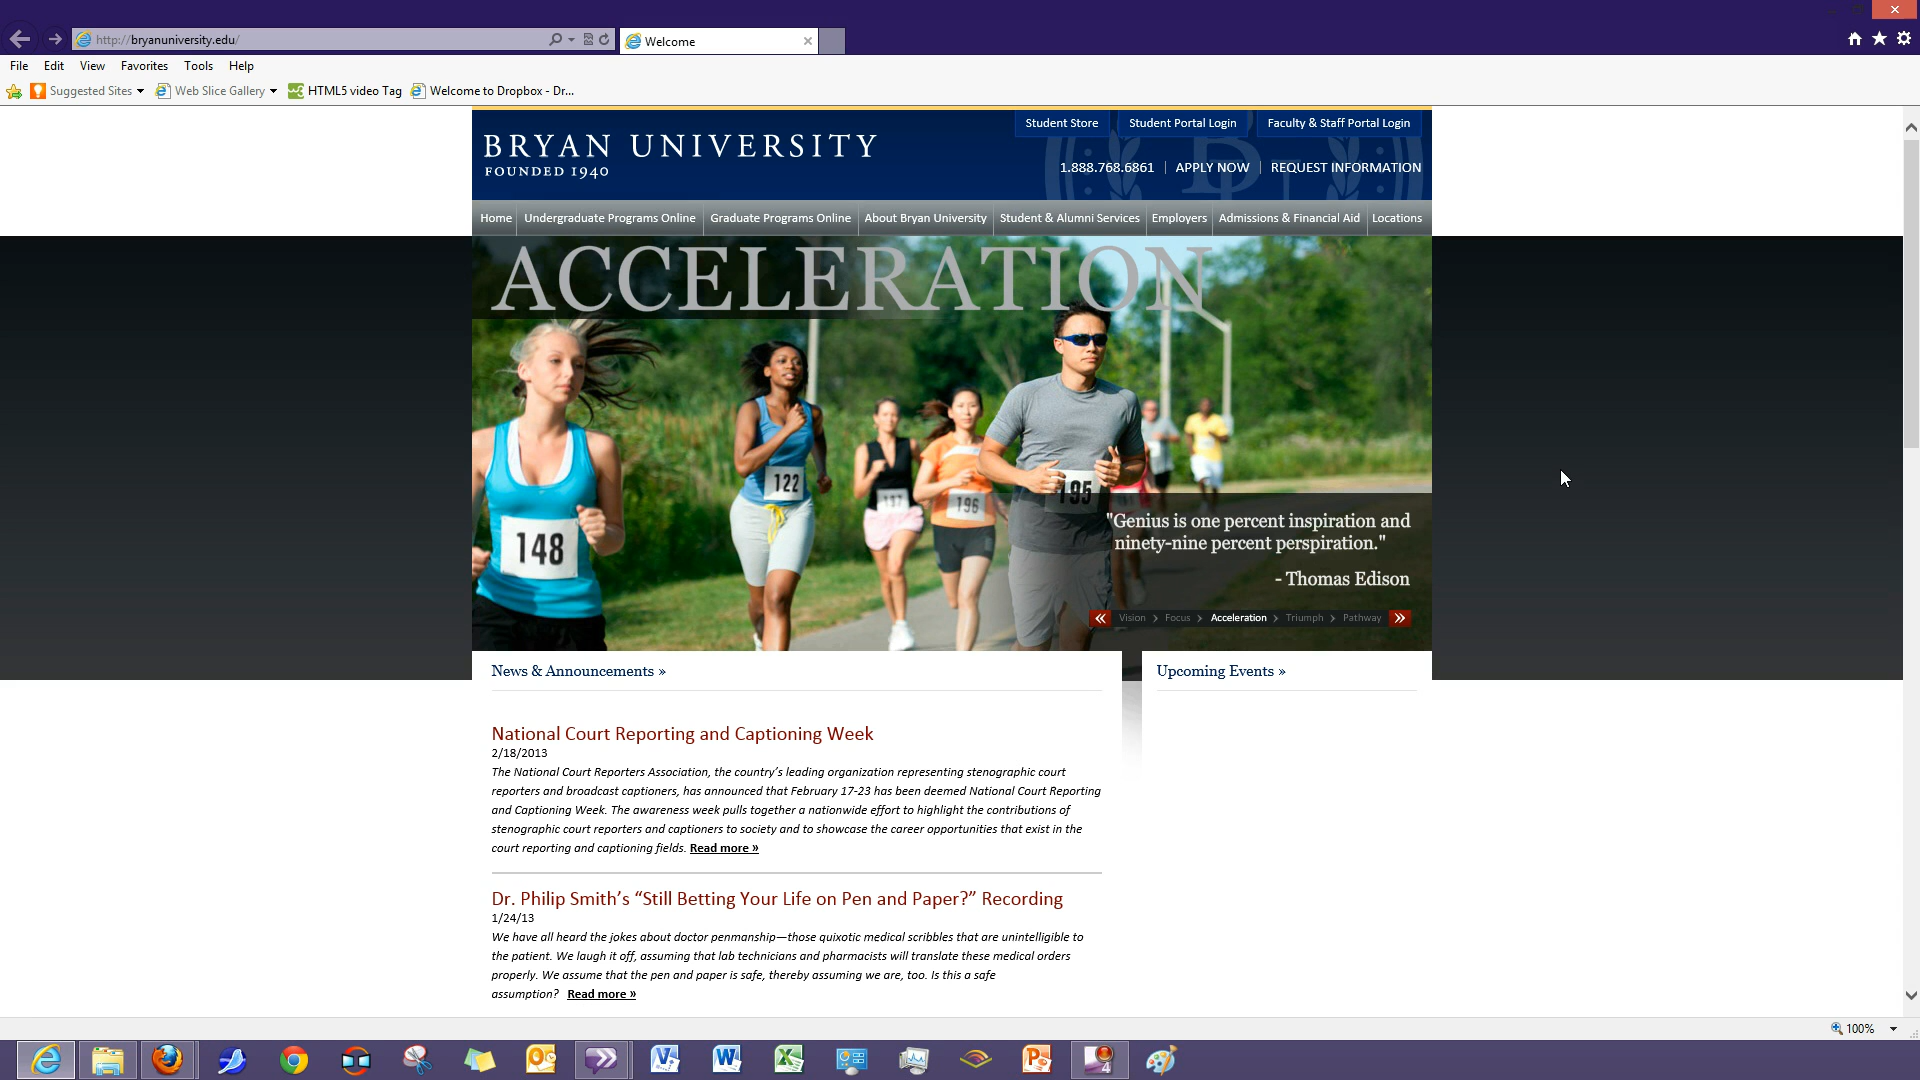 http://bryanuniversity.edu/
Welcome
File Edit View Favorites Tools Help
Suggested Sites Web Slice Gallery HTML5 video Tag Welcome to Dropbox - Dr...
Student Store Student Portal Login Faculty & Staff Portal Login
BRYAN UNIVERSITY
FOUNDED 1940
1.888.768.6861 | APPLY NOW | REQUEST INFORMATION
Home Undergraduate Programs Online Graduate Programs Online About Bryan University Student & Alumni Services Employers Admissions & Financial Aid Locations
ACCELERATION
122
137
196
195
148
"Genius is one percent inspiration and
ninety-nine percent perspiration."
- Thomas Edison
« Vision > Focus > Acceleration > Triumph > Pathway »
News & Announcements »
Upcoming Events »
National Court Reporting and Captioning Week
2/18/2013
The National Court Reporters Association, the country's leading organization representing stenographic court
reporters and broadcast captioners, has announced that February 17-23 has been deemed National Court Reporting
and Captioning Week. The awareness week pulls together a nationwide effort to highlight the contributions of
stenographic court reporters and captioners to society and to showcase the career opportunities that exist in the
court reporting and captioning fields. Read more »
Dr. Philip Smith's “Still Betting Your Life on Pen and Paper?” Recording
1/24/13
We have all heard the jokes about doctor penmanship—those quixotic medical scribbles that are unintelligible to
the patient. We laugh it off, assuming that lab technicians and pharmacists will translate these medical orders
properly. We assume that the pen and paper is safe, thereby assuming we are, too. Is this a safe
assumption? Read more »
100%
4